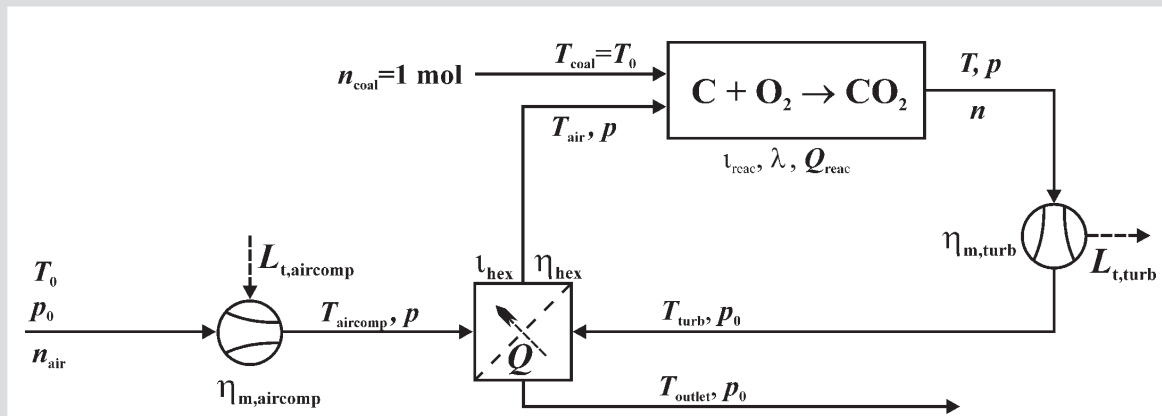 n_coal=1 mol
T_coal=T_0
C + O_2 → CO_2
T, p
n
T_air, p
ι_reac, λ, Q_reac
η_m,turb
L_t,turb
T_0
p_0
n_air
L_t,aircomp
η_m,aircomp
T_aircomp, p
ι_hex
η_hex
Q
T_turb, p_0
T_outlet, p_0